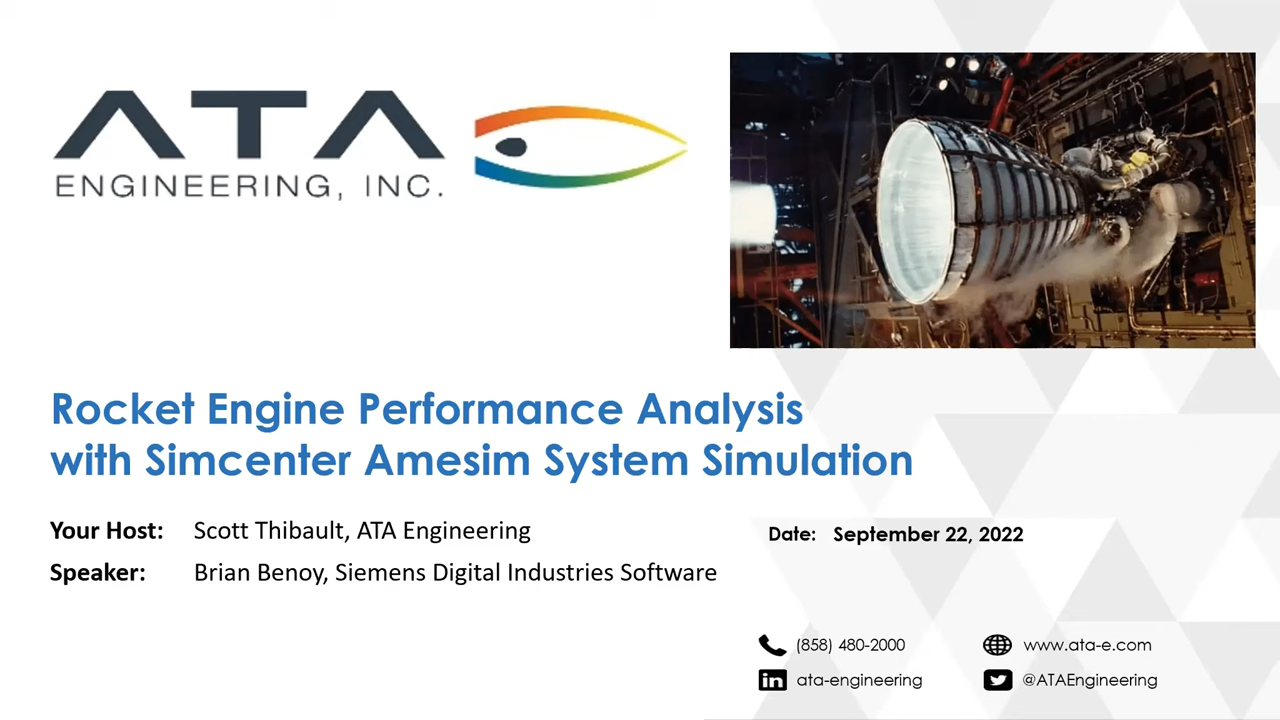 ATA
ENGINEERING, INC.
Rocket Engine Performance Analysis
with Simcenter Amesim System Simulation
Your Host: Scott Thibault, ATA Engineering
Speaker: Brian Benoy, Siemens Digital Industries Software
Date: September 22, 2022
(858) 480-2000
www.ata-e.com
in ata-engineering
@ATAEngineering